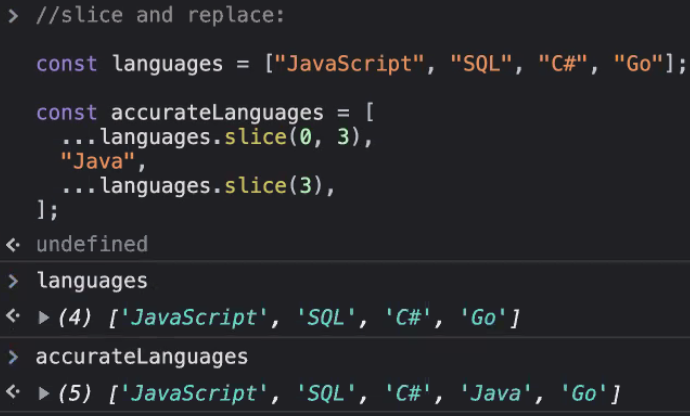 //slice and replace:
const languages = ["JavaScript", "SQL", "C#", "Go"];
const accurateLanguages = [
...languages.slice(0, 3),
"Java",
...languages.slice(3),
];
undefined
languages
(4) ['JavaScript', 'SQL', 'C#', 'Go']
accurateLanguages
(5) ['JavaScript', 'SQL', 'C#', 'Java', 'Go']